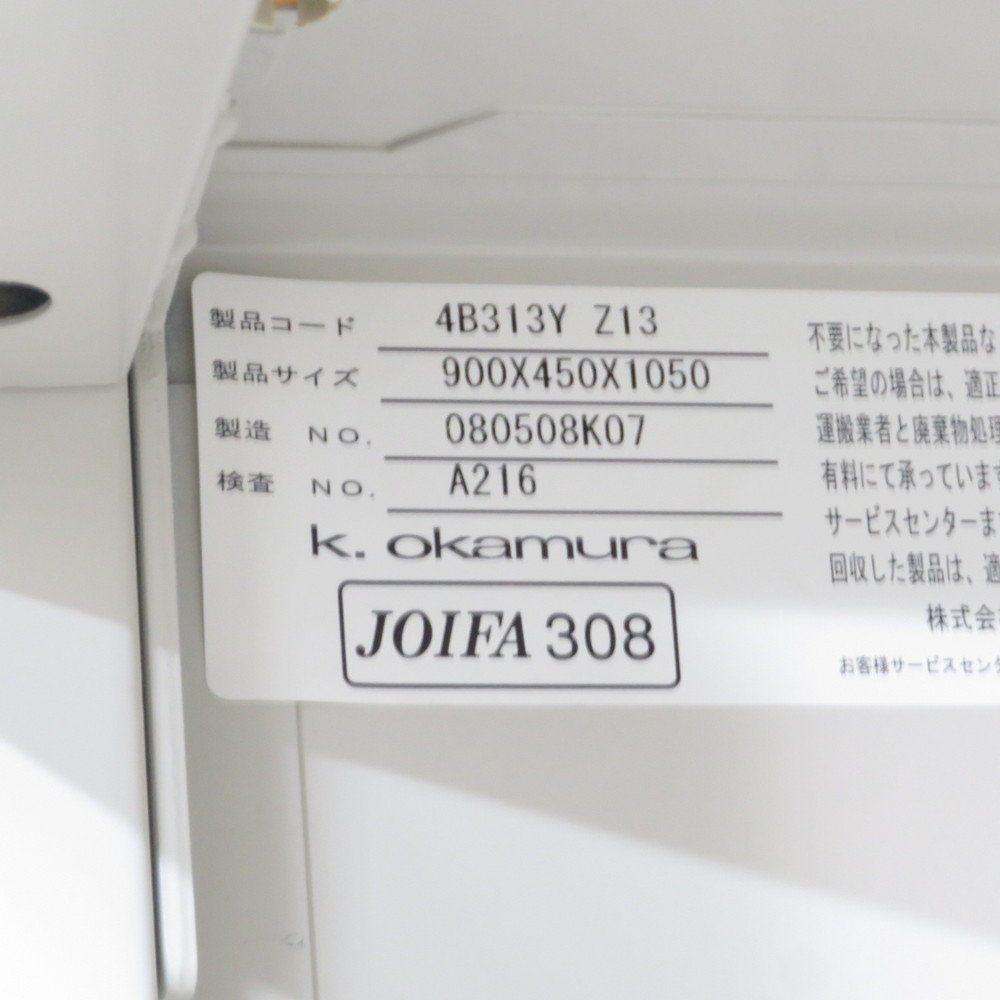 製品コード 4B313Y Z13
製品サイズ 900X450X1050
製造 NO. 080508K07
検査 NO. A216
k. okamura
JOIFA 308
不要になった本製品な
ご希望の場合は、適正
運搬業者と廃棄物処理
有料にて承っています
サービスセンターま
回収した製品は、適
株式会
お客様サービスセン